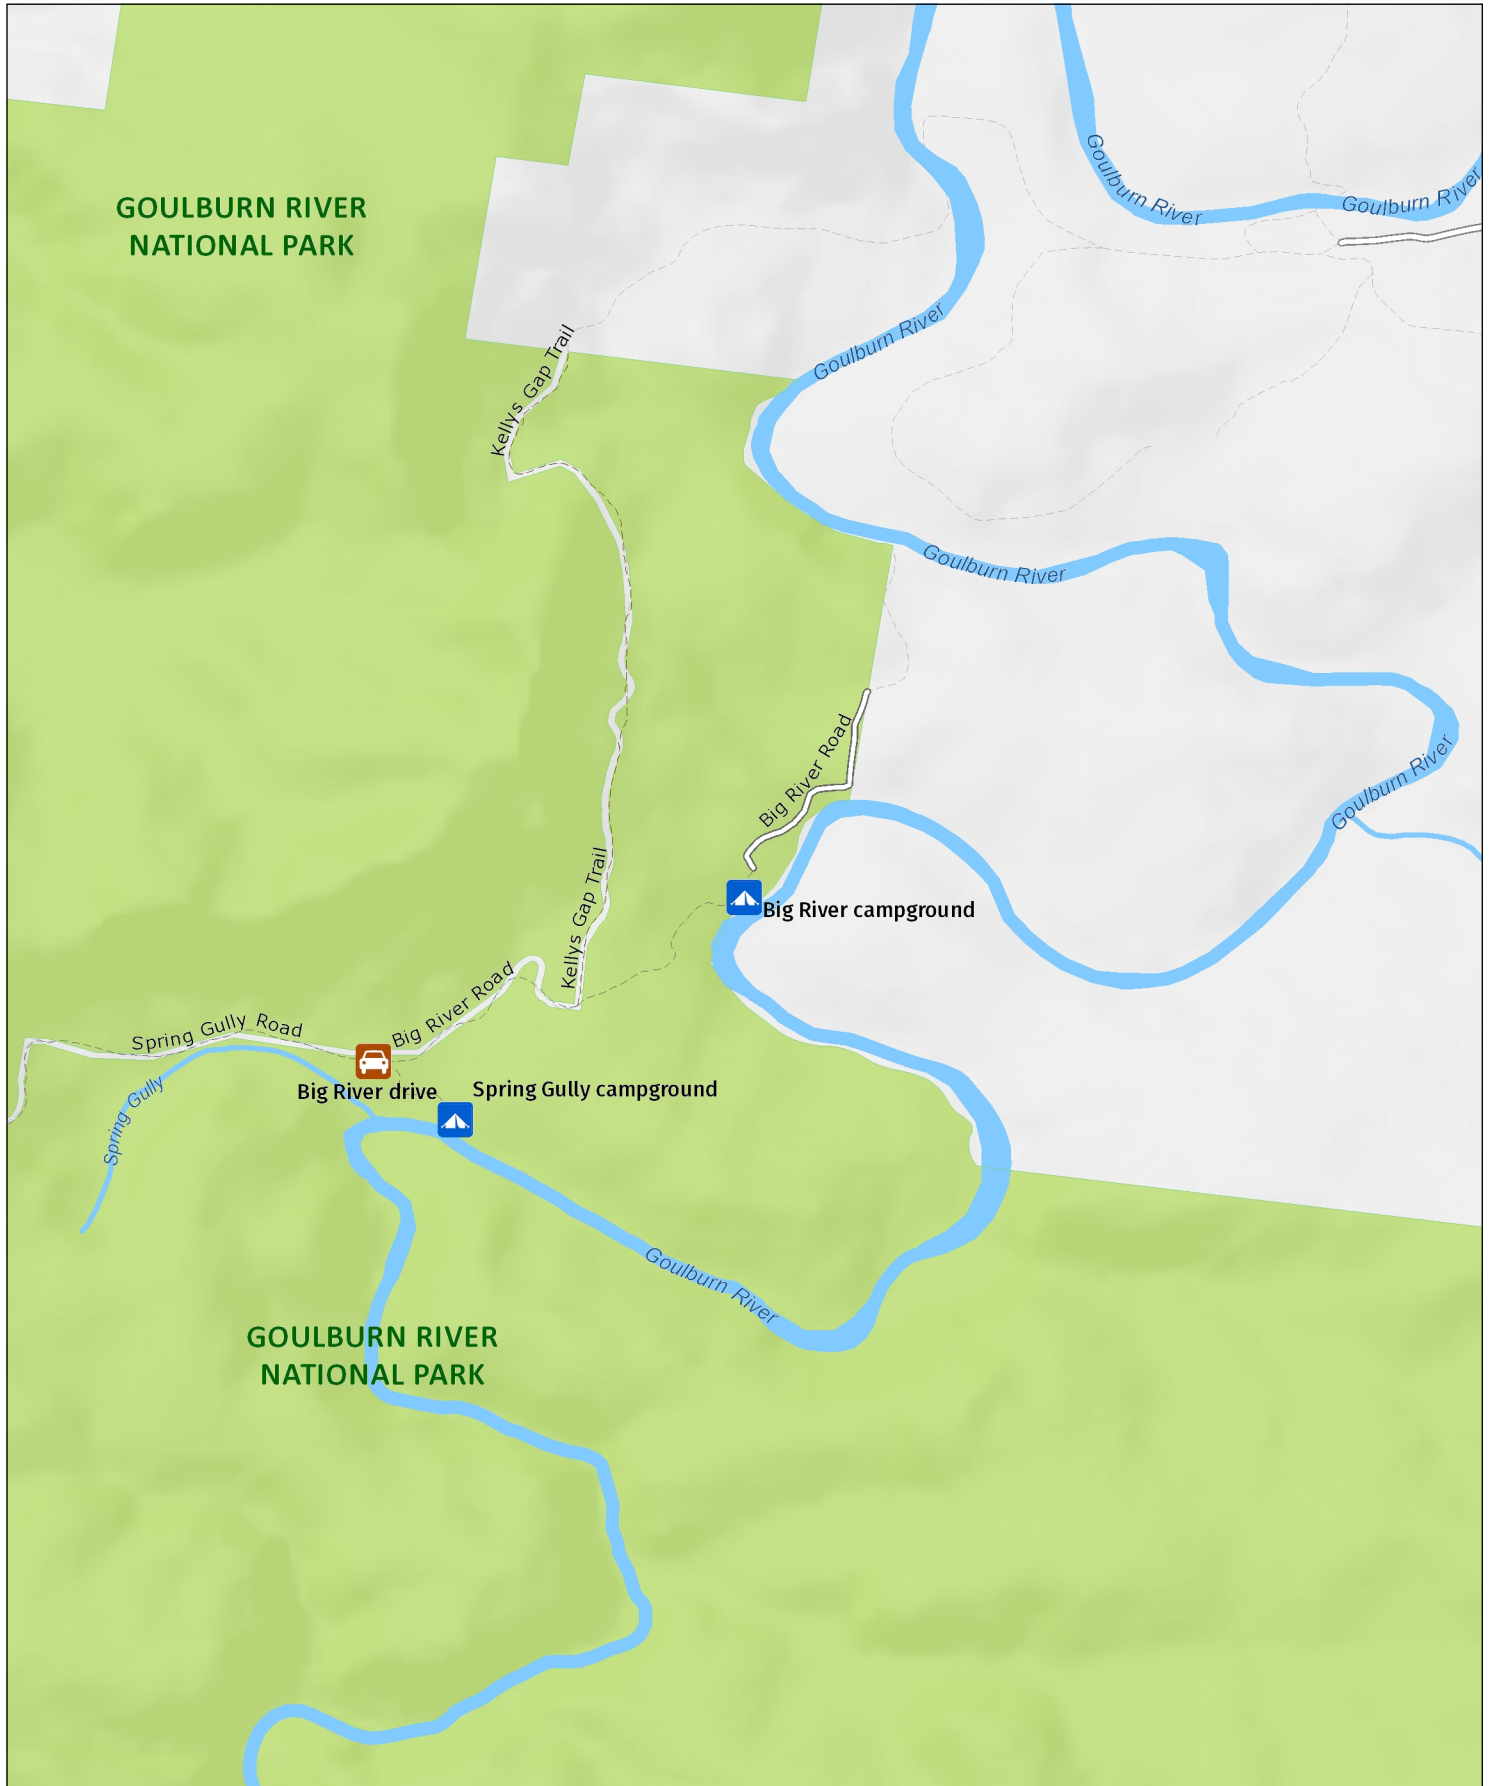 Goulburn River
Goulburn River
GOULBURN RIVER
NATIONAL PARK
Goulburn River
Kellys Gap Trail
Goulburn River
Big River Road
Goulburn River
Kellys Gap Trail
Big River campground
Big River Road
Spring Gully Road
Big River drive
Spring Gully campground
Spring Gully
Goulburn River
GOULBURN RIVER
NATIONAL PARK